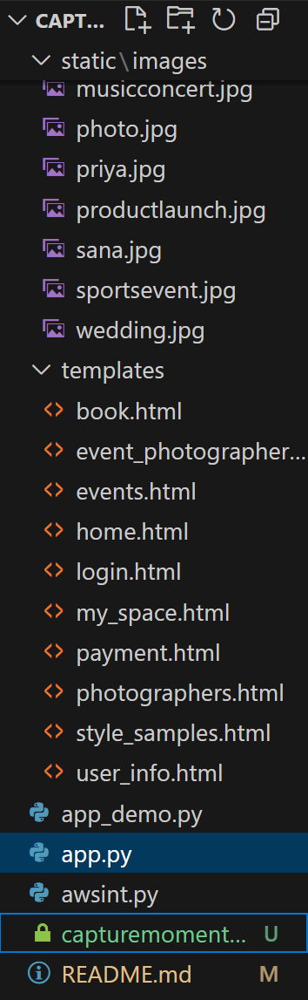 CAPT...
static\images
musicconcert.jpg
photo.jpg
priya.jpg
productlaunch.jpg
sana.jpg
sportsevent.jpg
wedding.jpg
templates
book.html
event_photographer...
events.html
home.html
login.html
my_space.html
payment.html
photographers.html
style_samples.html
user_info.html
app_demo.py
app.py
awsint.py
capturemoment... U
README.md M